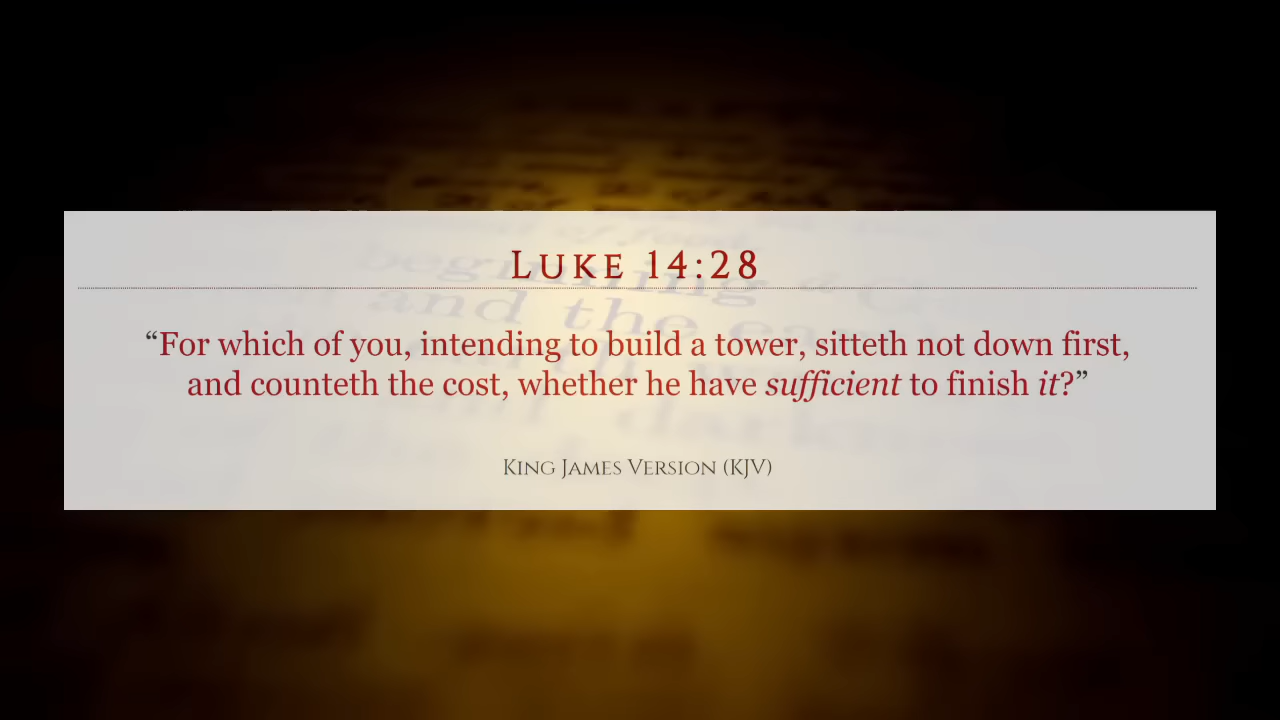 Luke 14:28
“For which of you, intending to build a tower, sitteth not down first,
and counteth the cost, whether he have sufficient to finish it?”
King James Version (KJV)